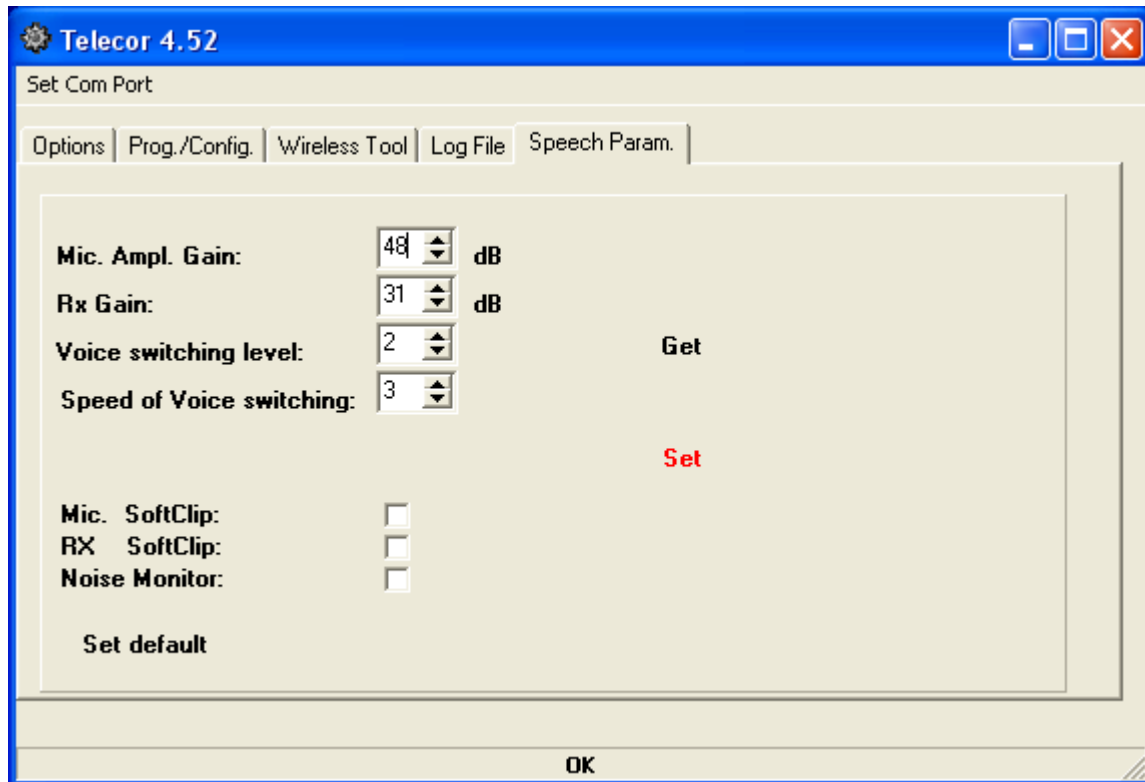 Telecor 4.52
Set Com Port
Options Prog./Config. Wireless Tool Log File Speech Param.
Mic. Ampl. Gain: 48 dB
Rx Gain: 31 dB
Voice switching level: 2 Get
Speed of Voice switching: 3
Set
Mic. SoftClip:
RX SoftClip:
Noise Monitor:
Set default
OK